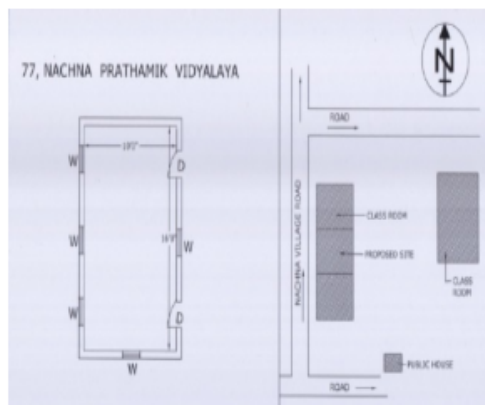 77, NACHNA PRATHAMIK VIDYALAYA
W
D
W
W
W
D
W
N
ROAD
NACHNA VILLAGE ROAD
CLASS ROOM
PROPOSED SITE
CLASS
ROOM
PUBLIC HOUSE
ROAD